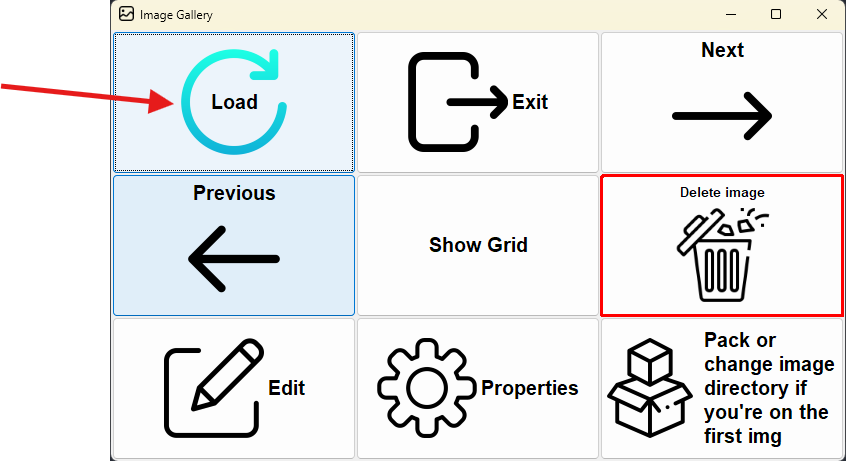 Image Gallery
Load
Exit
Next
Previous
Show Grid
Delete image
Edit
Properties
Pack or
change image
directory if
you're on the
first img